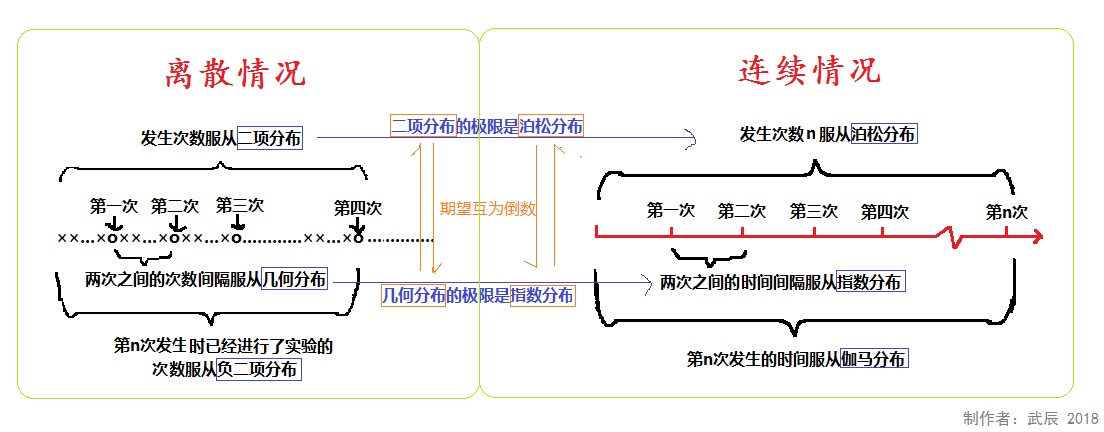 离散情况
连续情况
二项分布的极限是泊松分布
发生次数服从二项分布
发生次数n服从泊松分布
第一次 第二次 第三次 第四次
期望互为倒数
第一次 第二次 第三次 第四次 第n次
××...×o××...×o××...×o............××...×o..............
两次之间的次数间隔服从几何分布
几何分布的极限是指数分布
两次之间的时间间隔服从指数分布
第n次发生时已经进行了实验的
次数服从负二项分布
第n次发生的时间服从伽马分布
制作者：武辰 2018